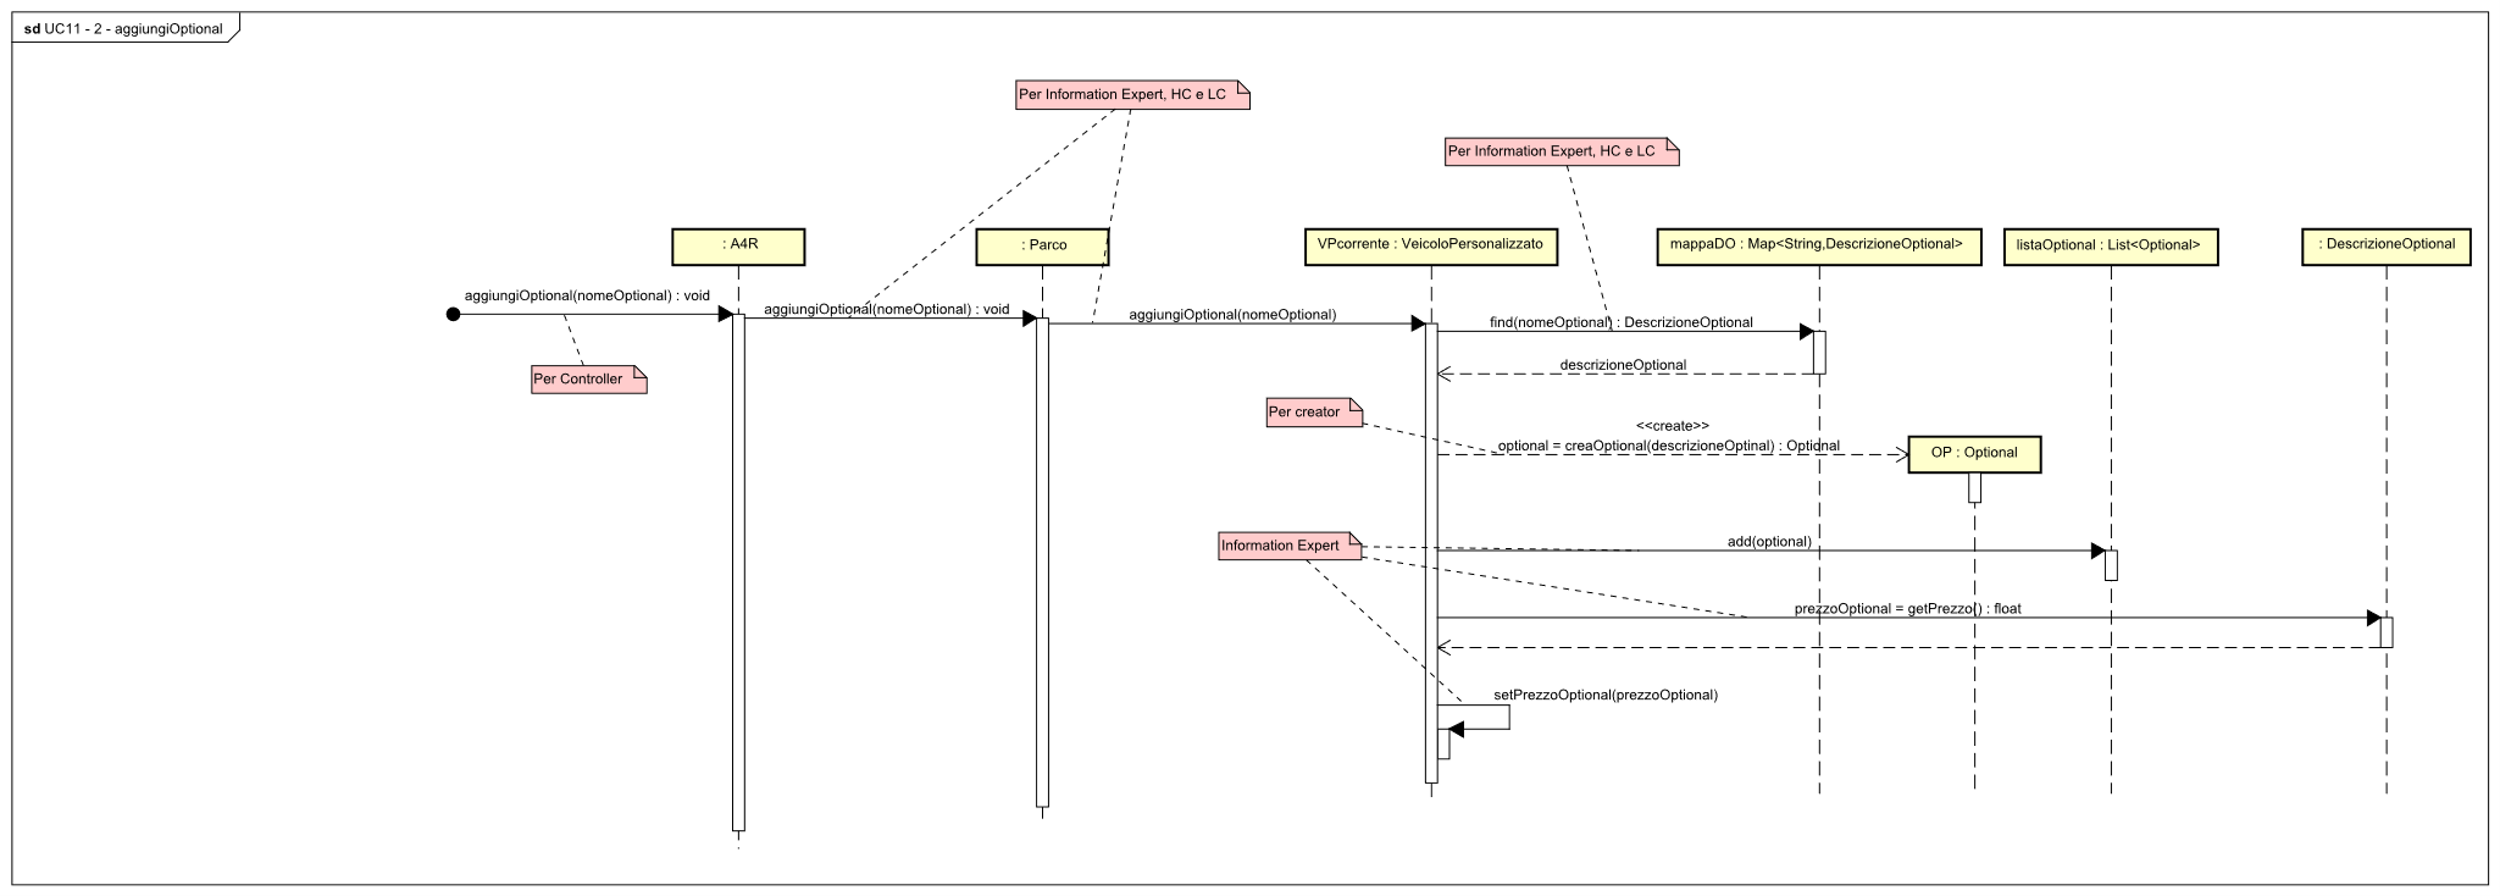 sd UC11 - 2 - aggiungiOptional
Per Information Expert, HC e LC
Per Information Expert, HC e LC
: A4R
: Parco
VPcorrente : VeicoloPersonalizzato
mappaDO : Map<String,DescrizioneOptional>
listaOptional : List<Optional>
: DescrizioneOptional
aggiungiOptional(nomeOptional) : void
aggiungiOptional(nomeOptional) : void
aggiungiOptional(nomeOptional)
find(nomeOptional) : DescrizioneOptional
descrizioneOptional
Per Controller
Per creator
<<create>>
optional = creaOptional(descrizioneOptinal) : Optional
OP : Optional
Information Expert
add(optional)
prezzoOptional = getPrezzo() : float
setPrezzoOptional(prezzoOptional)